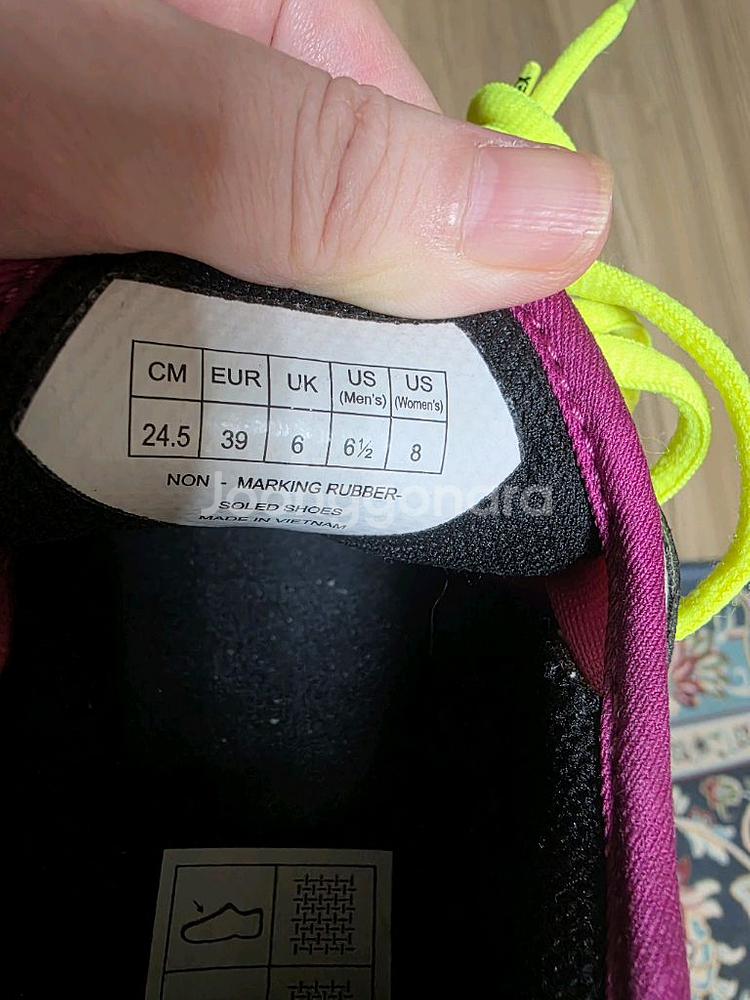 CM EUR UK US (Men's) US (Women's)
24.5 39 6 6½ 8
NON - MARKING RUBBER-
SOLED SHOES
MADE IN VIETNAM
Joonggonara